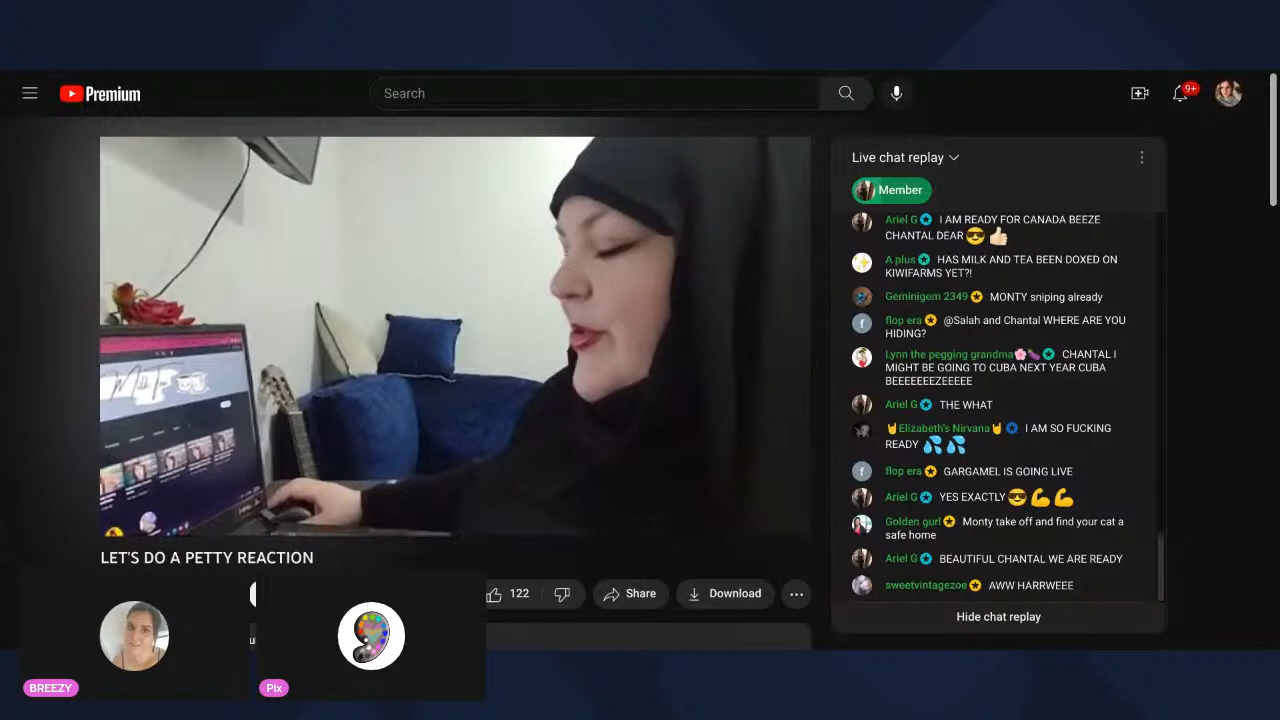 Premium
Search
9+
Live chat replay
Member
Ariel G I AM READY FOR CANADA BEEZE
CHANTAL DEAR
A plus HAS MILK AND TEA BEEN DOXED ON
KIWIFARMS YET?!
Geminigem 2349 MONTY sniping already
flop era @Salah and Chantal WHERE ARE YOU
HIDING?
Lynn the pegging grandma🌸🍆 CHANTAL I
MIGHT BE GOING TO CUBA NEXT YEAR CUBA
BEEEEEEZEEEEE
Ariel G THE WHAT
🤘Elizabeth's Nirvana🤘 I AM SO FUCKING
READY 💦 💦
flop era GARGAMEL IS GOING LIVE
Ariel G YES EXACTLY 😎 💪 💪
Golden gurl Monty take off and find your cat a
safe home
Ariel G BEAUTIFUL CHANTAL WE ARE READY
sweetvintagezoe AWW HARRWEEE
Hide chat replay
LET'S DO A PETTY REACTION
122
Share
Download
BREEZY
Pix